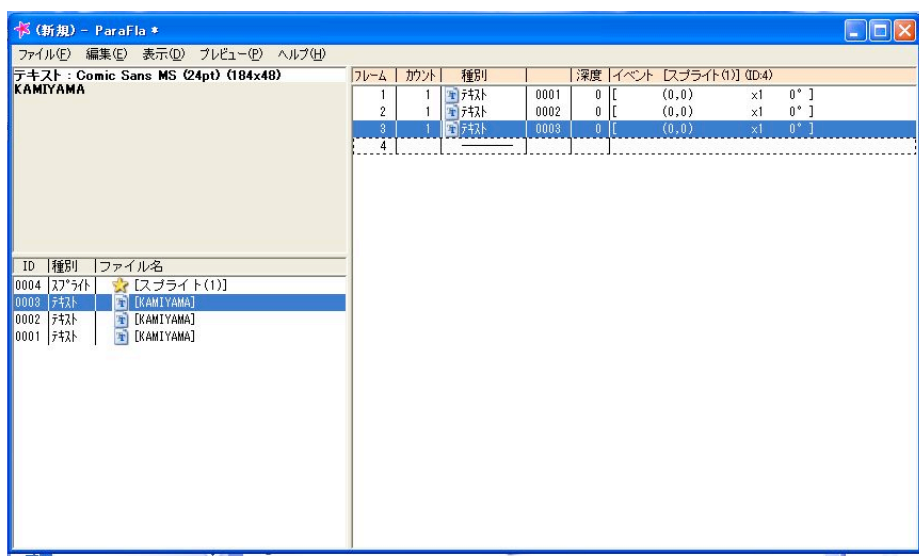 (新規) - ParaFla *
ファイル(F) 編集(E) 表示(D) プレビュー(P) ヘルプ(H)
テキスト : Comic Sans MS (24pt) (184x48)
KAMIYAMA
フレーム カウント 種別 深度 イベント [スプライト(1)] (ID:4)
1 1 テキスト 0001 0 [ (0,0) x1 0° ]
2 1 テキスト 0002 0 [ (0,0) x1 0° ]
3 1 テキスト 0003 0 [ (0,0) x1 0° ]
4
ID 種別 ファイル名
0004 スプライト [スプライト(1)]
0003 テキスト [KAMIYAMA]
0002 テキスト [KAMIYAMA]
0001 テキスト [KAMIYAMA]